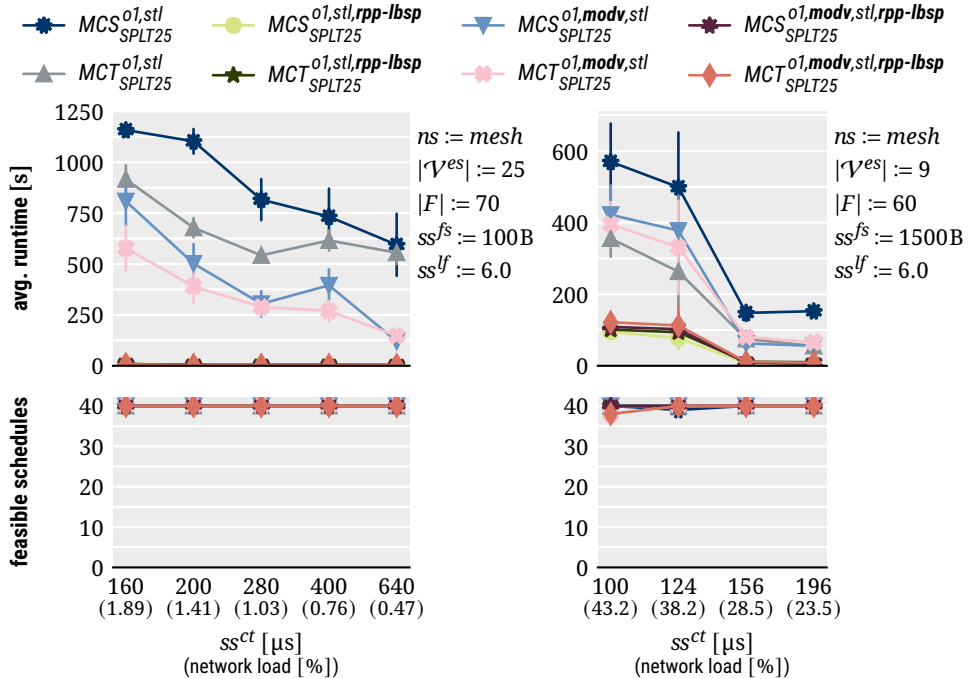 MCS^{o1,stl}_{SPLT25} MCS^{o1,stl,rpp-lbsp}_{SPLT25} MCS^{o1,modv,stl}_{SPLT25} MCS^{o1,modv,stl,rpp-lbsp}_{SPLT25}
MCT^{o1,stl}_{SPLT25} MCT^{o1,stl,rpp-lbsp}_{SPLT25} MCT^{o1,modv,stl}_{SPLT25} MCT^{o1,modv,stl,rpp-lbsp}_{SPLT25}
avg. runtime [s]
1250
1000
750
500
250
0
ns := mesh
|𝒱^{es}| := 25
|F| := 70
ss^{fs} := 100B
ss^{lf} := 6.0
600
400
200
0
ns := mesh
|𝒱^{es}| := 9
|F| := 60
ss^{fs} := 1500B
ss^{lf} := 6.0
feasible schedules
40
30
20
10
0
160 200 280 400 640
(1.89) (1.41) (1.03) (0.76) (0.47)
ss^{ct} [µs]
(network load [%])
40
30
20
10
0
100 124 156 196
(43.2) (38.2) (28.5) (23.5)
ss^{ct} [µs]
(network load [%])